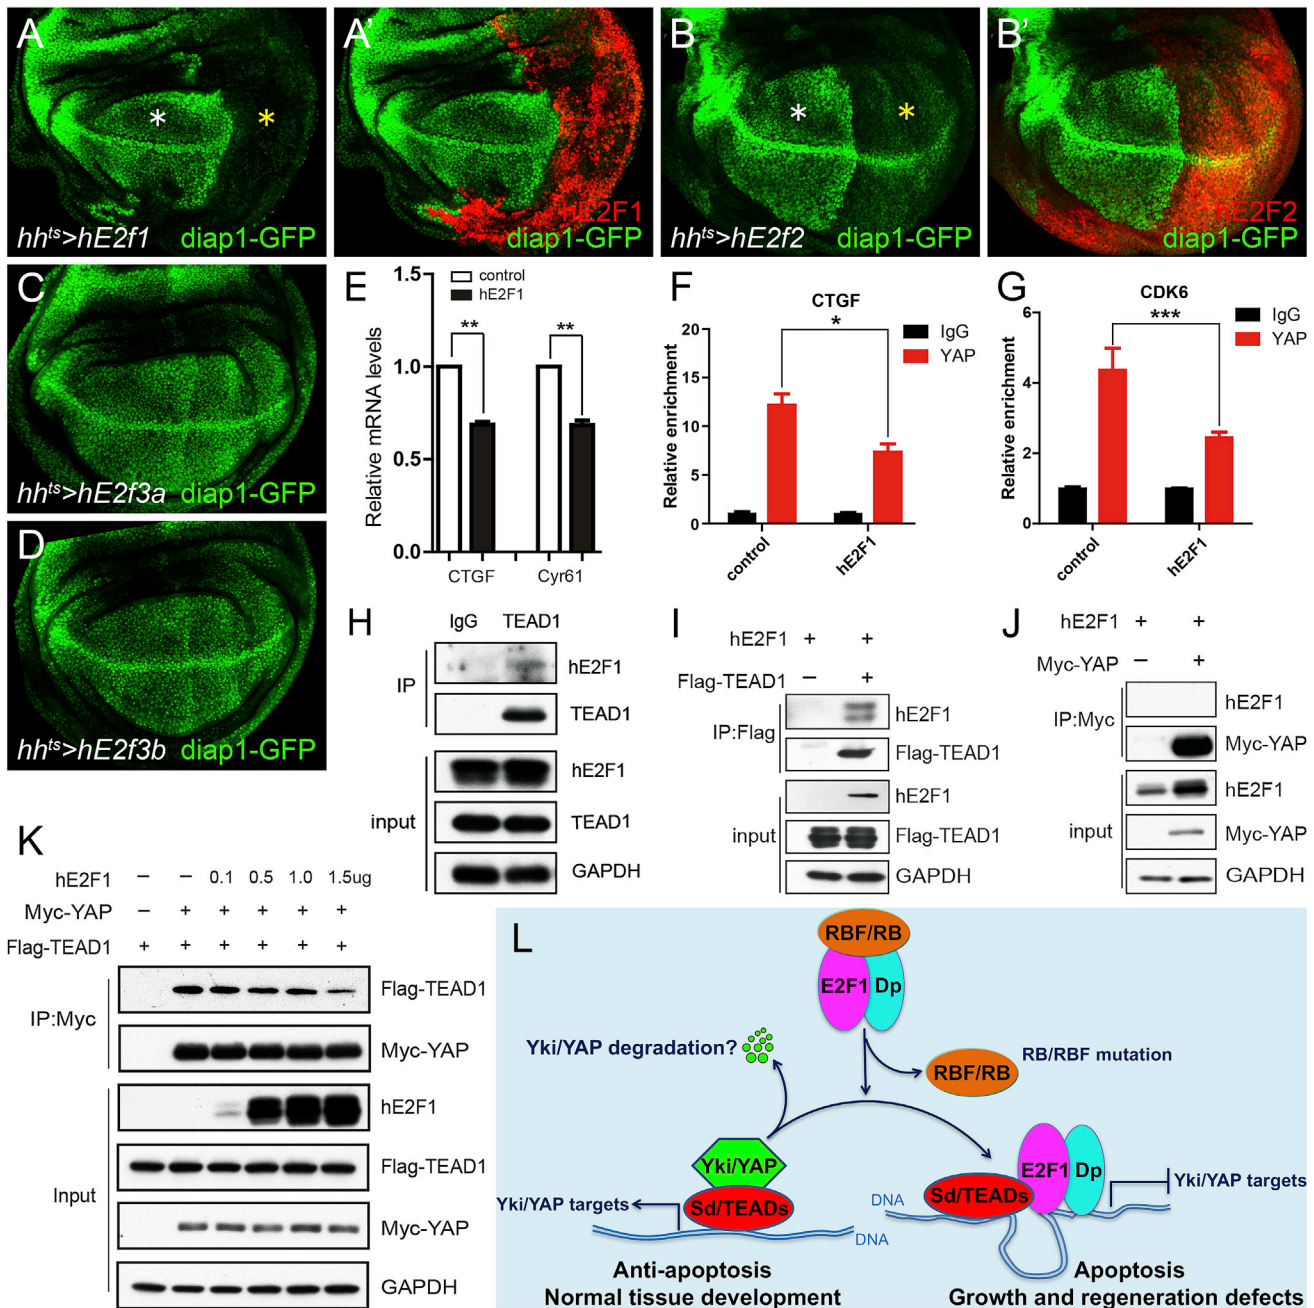 A
*
*
hhts>hE2f1
diap1-GFP
A'
hE2F1
diap1-GFP
B
*
*
hhts>hE2f2
diap1-GFP
B'
hE2F2
diap1-GFP
C
hhts>hE2f3a
diap1-GFP
D
hhts>hE2f3b
diap1-GFP
E
control
hE2F1
Relative mRNA levels
1.5
1.0
0.5
0.0
**
**
CTGF
Cyr61
F
CTGF
IgG
YAP
Relative enrichment
20
15
10
5
0
*
control
hE2F1
G
CDK6
IgG
YAP
Relative enrichment
6
4
2
0
***
control
hE2F1
H
IgG TEAD1
IP
hE2F1
TEAD1
input
hE2F1
TEAD1
GAPDH
I
hE2F1 + +
Flag-TEAD1 – +
IP:Flag
hE2F1
Flag-TEAD1
input
hE2F1
Flag-TEAD1
GAPDH
J
hE2F1 + +
Myc-YAP – +
IP:Myc
hE2F1
Myc-YAP
input
hE2F1
Myc-YAP
GAPDH
K
hE2F1 – – 0.1 0.5 1.0 1.5ug
Myc-YAP – + + + + +
Flag-TEAD1 + + + + + +
IP:Myc
Flag-TEAD1
Myc-YAP
Input
hE2F1
Flag-TEAD1
Myc-YAP
GAPDH
L
RBF/RB
E2F1 Dp
Yki/YAP degradation?
RBF/RB
RB/RBF mutation
Yki/YAP
Sd/TEADs
Yki/YAP targets
DNA
Anti-apoptosis
Normal tissue development
E2F1 Dp
Sd/TEADs
Yki/YAP targets
DNA
Apoptosis
Growth and regeneration defects